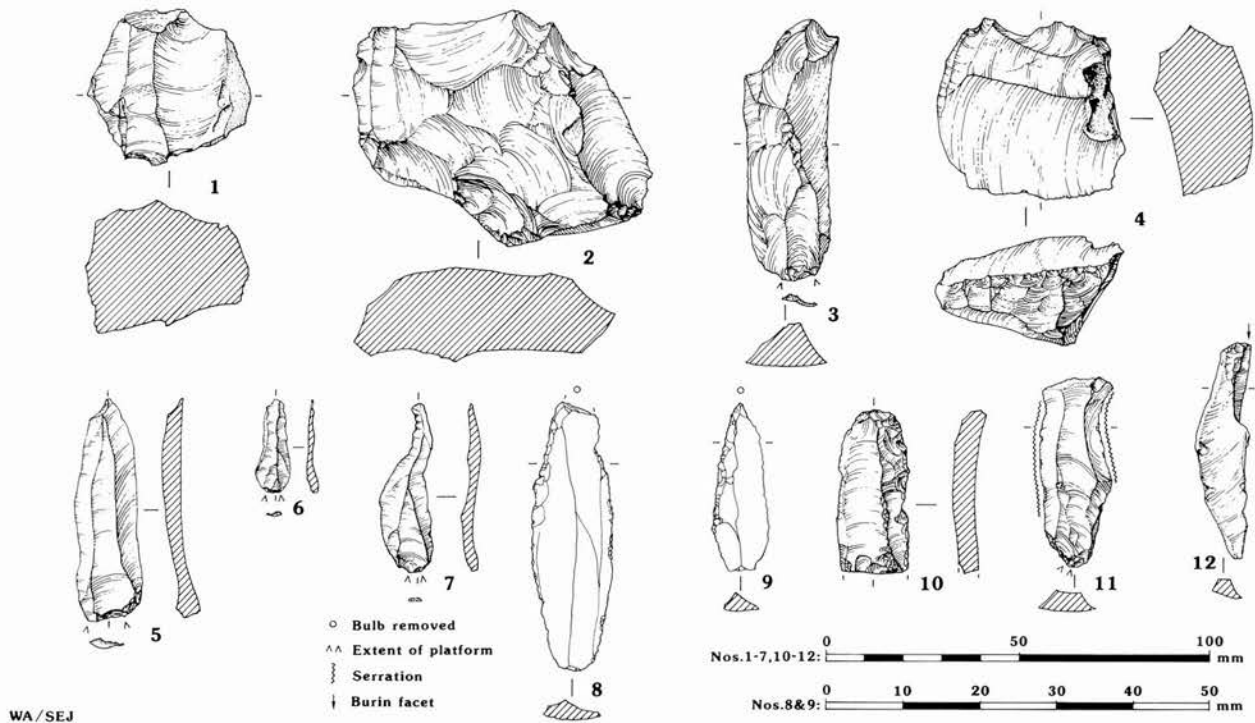 1
2
3
4
5
6
7
8
9
10
11
12
○ Bulb removed
^^ Extent of platform
Serration
↓ Burin facet
0 50 100
Nos.1-7,10-12: mm
0 10 20 30 40 50
Nos.8&9: mm
WA/SEJ